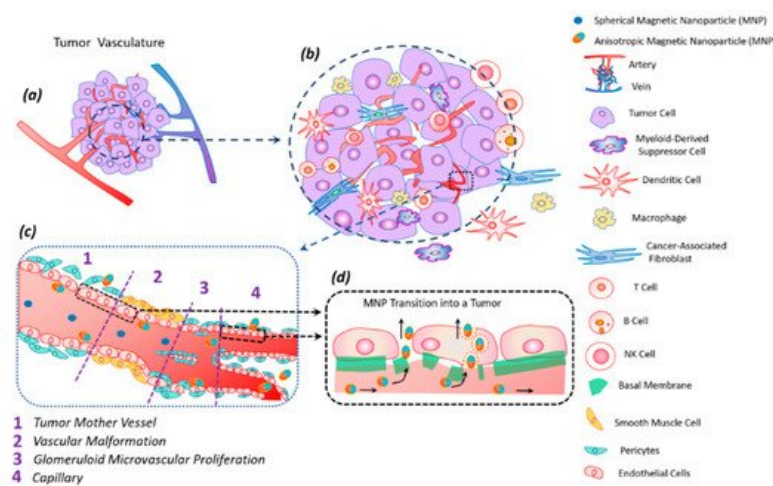 Tumor Vasculature
(a)
(b)
(c)
1
2
3
4
(d)
MNP Transition into a Tumor
1 Tumor Mother Vessel
2 Vascular Malformation
3 Glomeruloid Microvascular Proliferation
4 Capillary
Spherical Magnetic Nanoparticle (MNP)
Anisotropic Magnetic Nanoparticle (MNP
Artery
Vein
Tumor Cell
Myeloid-Derived
Suppressor Cell
Dendritic Cell
Macrophage
Cancer-Associated
Fibroblast
T Cell
B Cell
NK Cell
Basal Membrane
Smooth Muscle Cell
Pericytes
Endothelial Cells